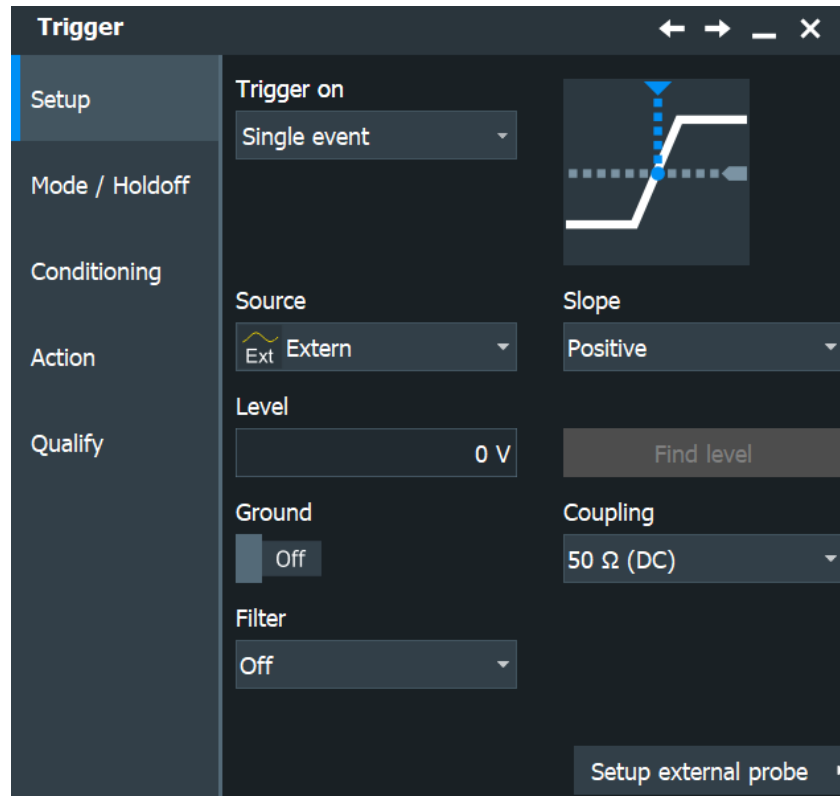 Trigger
Setup
Mode / Holdoff
Conditioning
Action
Qualify
Trigger on
Single event
Source
Slope
Ext Extern
Positive
Level
0 V
Find level
Ground
Coupling
Off
50 Ω (DC)
Filter
Off
Setup external probe